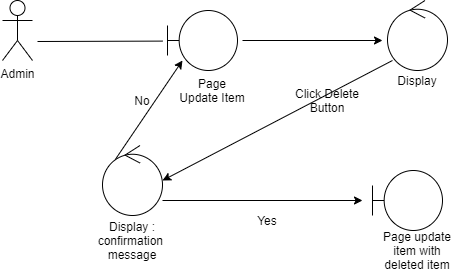 Admin
Page
Update Item
Display
Click Delete
Button
No
Display :
confirmation
message
Yes
Page update
item with
deleted item